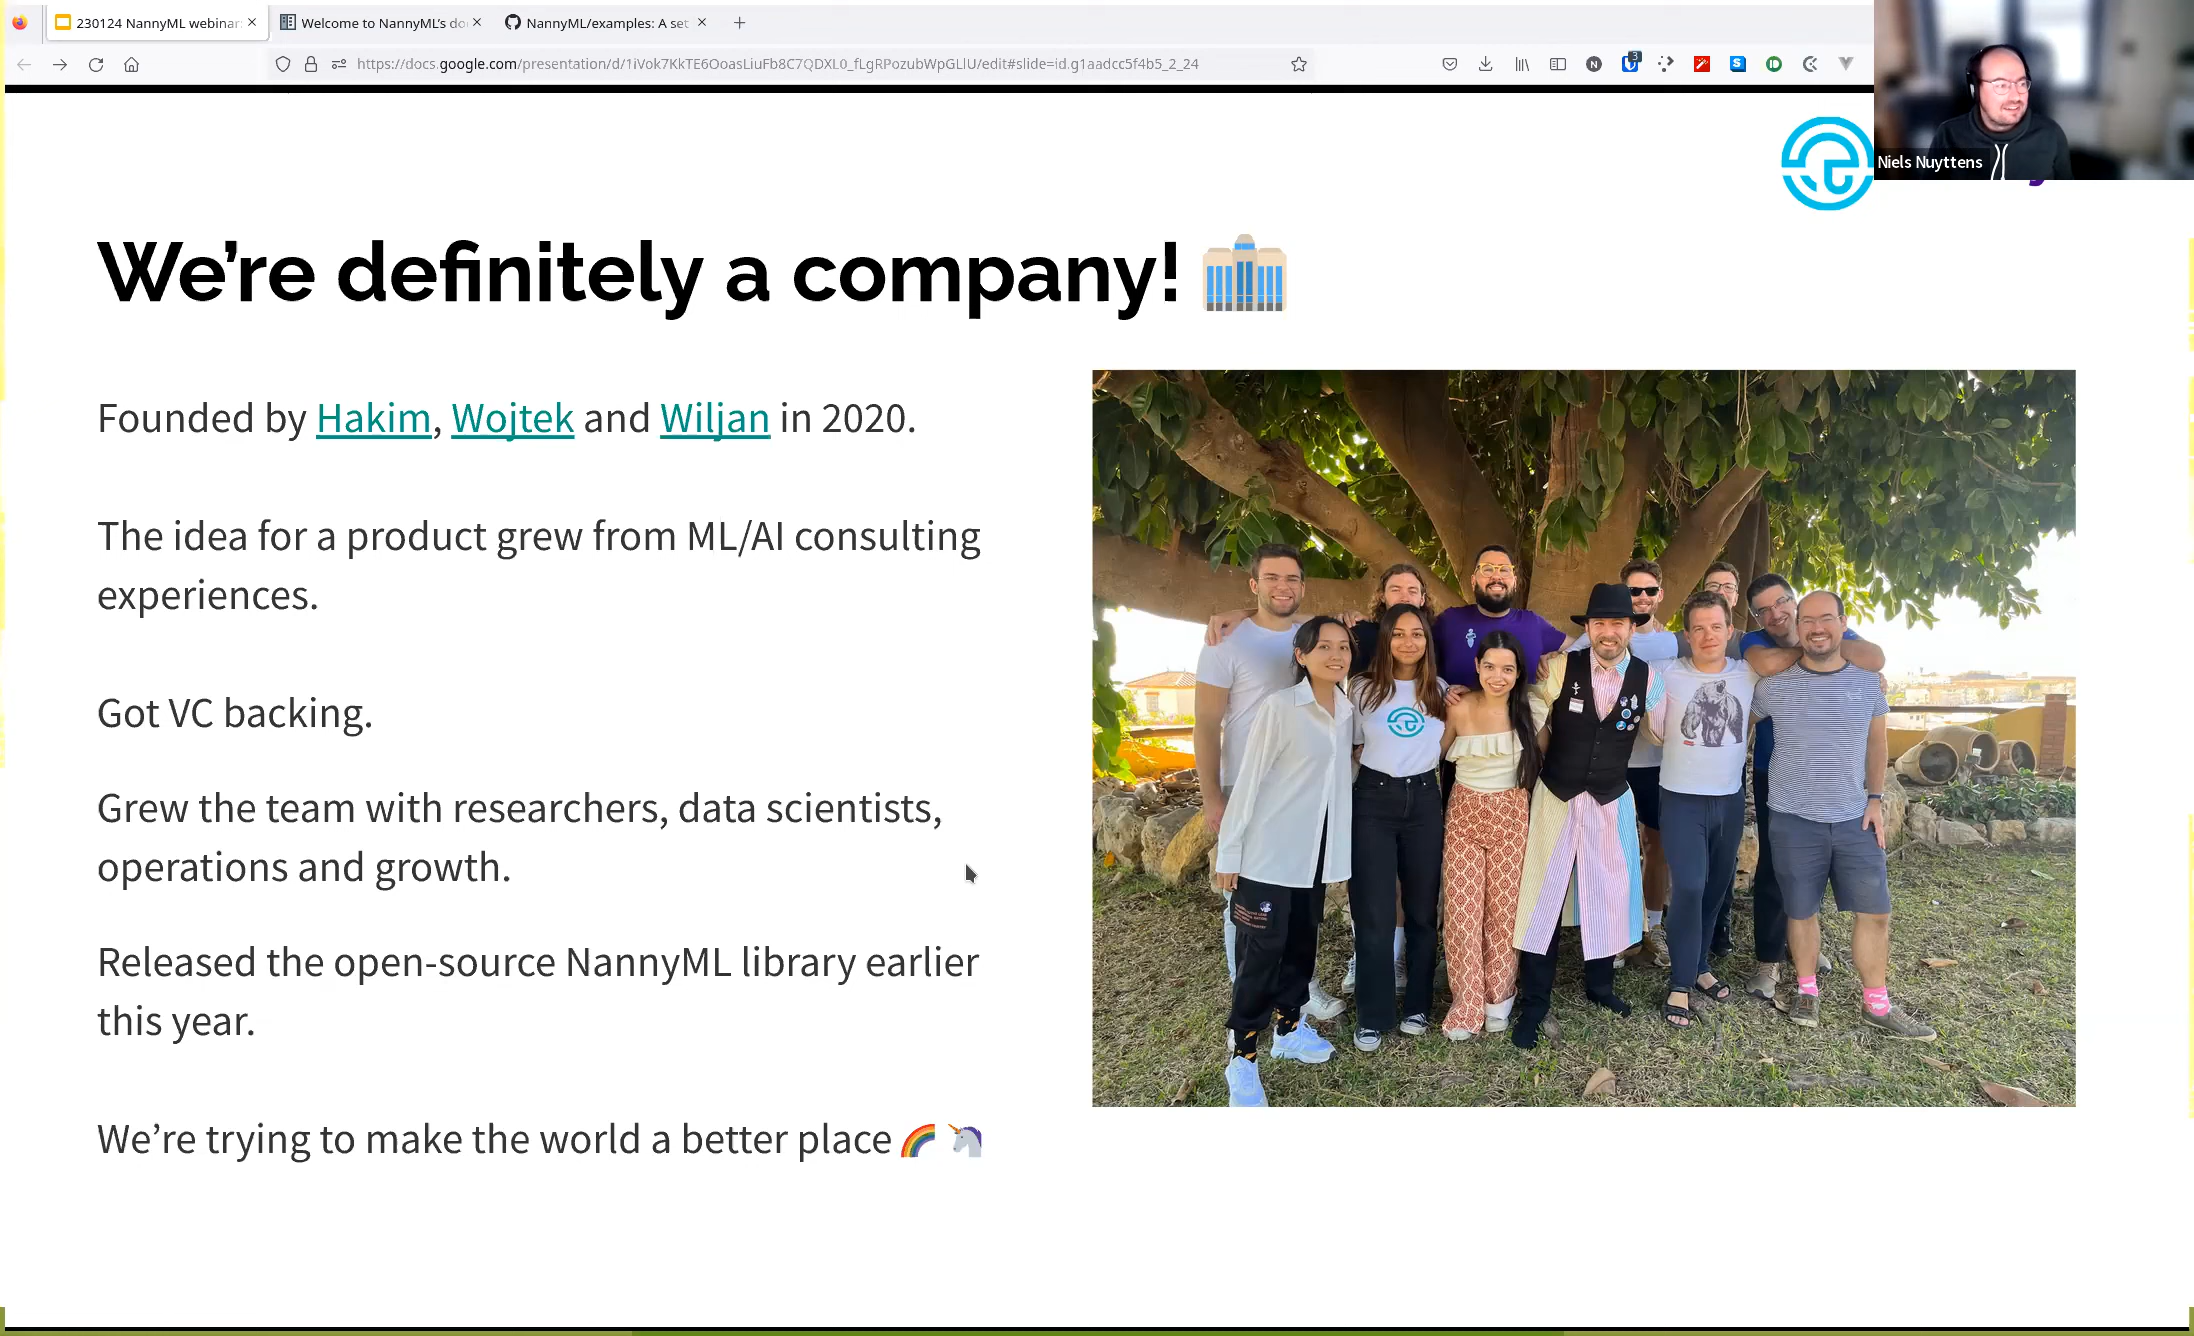 230124 NannyML webinar
Welcome to NannyML's do
NannyML/examples: A set
https://docs.google.com/presentation/d/1iVok7KkTE6OoasLiuFb8C7QDXL0_fLgRPozubWpGLlU/edit#slide=id.g1aadcc5f4b5_2_24
3
Niels Nuyttens
We’re definitely a company!
Founded by Hakim, Wojtek and Wiljan in 2020.
The idea for a product grew from ML/AI consulting
experiences.
Got VC backing.
Grew the team with researchers, data scientists,
operations and growth.
Released the open-source NannyML library earlier
this year.
We’re trying to make the world a better place